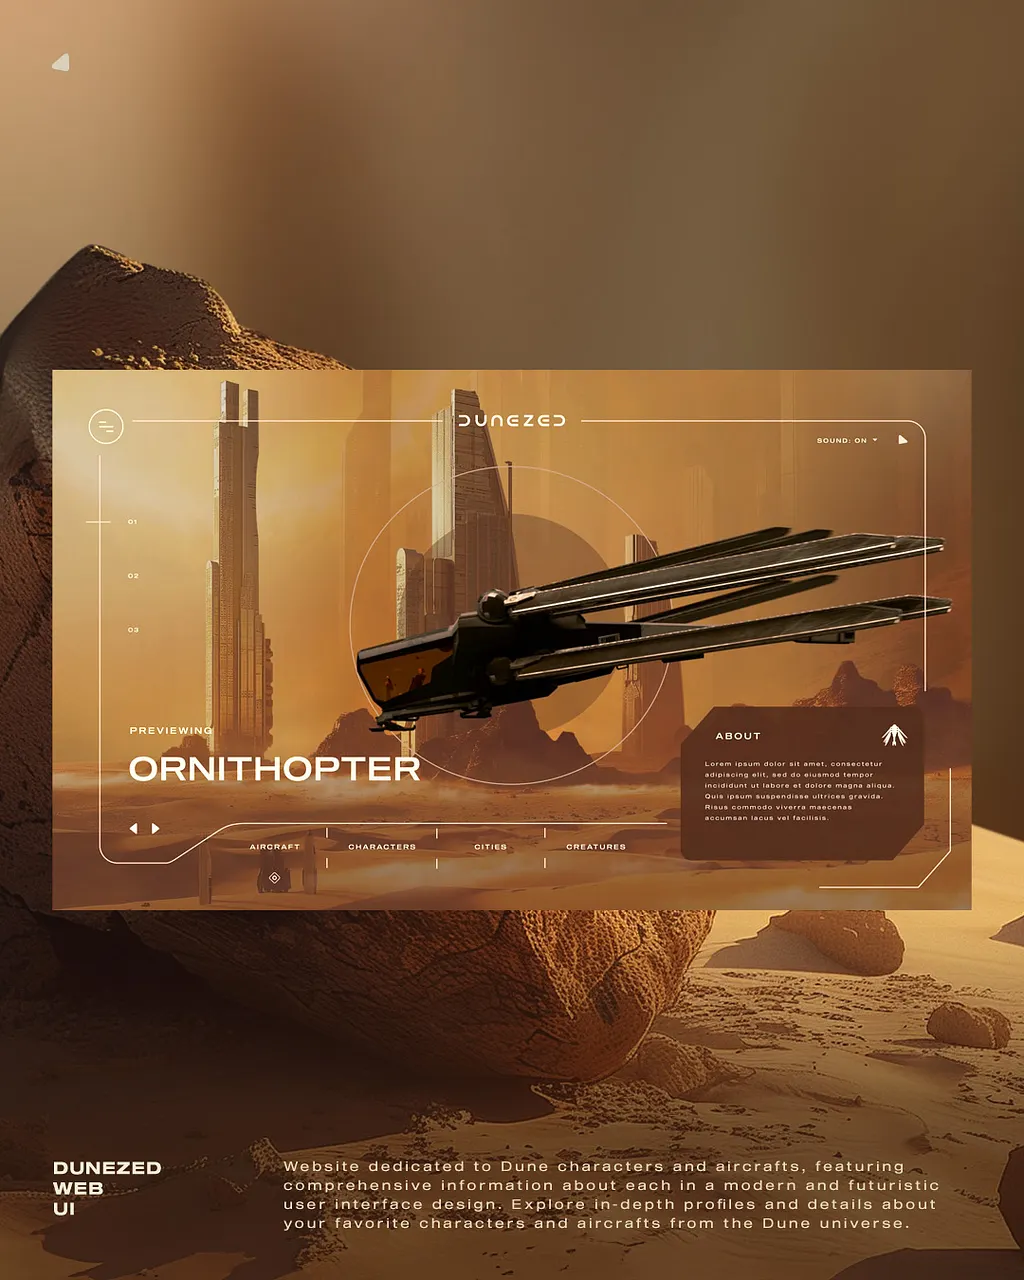 DUNEZED
SOUND: ON
01
02
03
PREVIEWING
ORNITHOPTER
ABOUT
Lorem ipsum dolor sit amet, consectetur
adipiscing elit, sed do eiusmod tempor
incididunt ut labore et dolore magna aliqua.
Quis ipsum suspendisse ultrices gravida.
Risus commodo viverra maecenas
accumsan lacus vel facilisis.
AIRCRAFT CHARACTERS CITIES CREATURES
DUNEZED
WEB
UI
Website dedicated to Dune characters and aircrafts, featuring
comprehensive information about each in a modern and futuristic
user interface design. Explore in-depth profiles and details about
your favorite characters and aircrafts from the Dune universe.